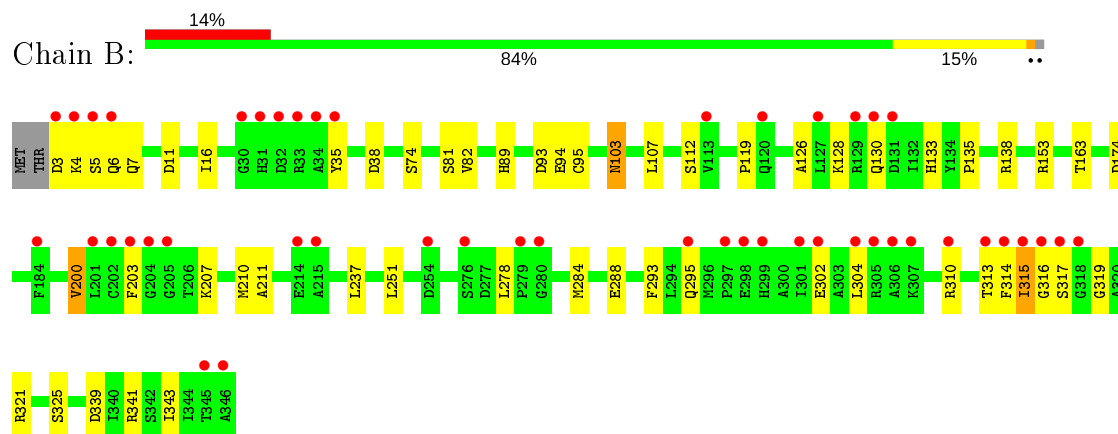 14%
Chain B:
84% 15% ••
MET THR D3 K4 S5 Q6 Q7 D11 I16 G30 H31 D32 R33 A34 Y35 D38 S74 S81 V82 H89 D93 E94 C95 N103 L107 S112 V113 P119 Q120 A126 L127 K128 R129 Q130 D131 I132 H133 Y134 P135 R138 R153 T163 D174
F184 V200 L201 C202 F203 G204 G205 T206 K207 M210 A211 E214 A215 L237 L251 D254 S276 D277 L278 P279 G280 M284 E288 F293 L294 Q295 M296 P297 E298 H299 A300 I301 E302 A303 L304 R305 A306 K307 R310 T313 F314 I315 G316 S317 G318 G319 A320
R321 S325 D339 I340 R341 S342 I343 I344 T345 A346